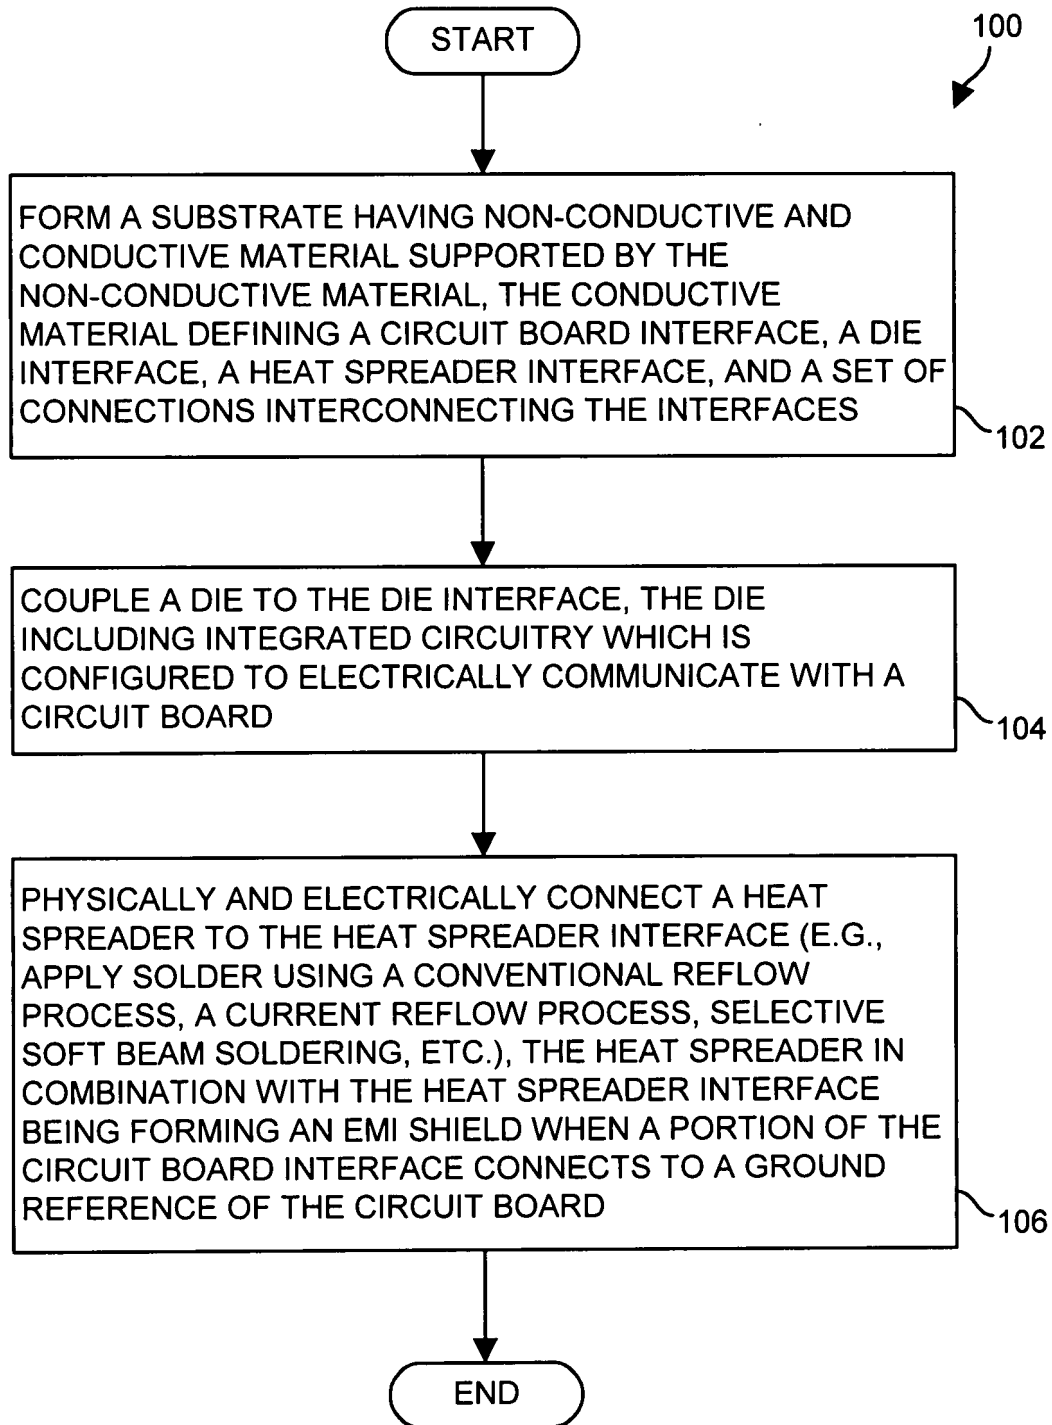 START
100
FORM A SUBSTRATE HAVING NON-CONDUCTIVE AND
CONDUCTIVE MATERIAL SUPPORTED BY THE
NON-CONDUCTIVE MATERIAL, THE CONDUCTIVE
MATERIAL DEFINING A CIRCUIT BOARD INTERFACE, A DIE
INTERFACE, A HEAT SPREADER INTERFACE, AND A SET OF
CONNECTIONS INTERCONNECTING THE INTERFACES
102
COUPLE A DIE TO THE DIE INTERFACE, THE DIE
INCLUDING INTEGRATED CIRCUITRY WHICH IS
CONFIGURED TO ELECTRICALLY COMMUNICATE WITH A
CIRCUIT BOARD
104
PHYSICALLY AND ELECTRICALLY CONNECT A HEAT
SPREADER TO THE HEAT SPREADER INTERFACE (E.G.,
APPLY SOLDER USING A CONVENTIONAL REFLOW
PROCESS, A CURRENT REFLOW PROCESS, SELECTIVE
SOFT BEAM SOLDERING, ETC.), THE HEAT SPREADER IN
COMBINATION WITH THE HEAT SPREADER INTERFACE
BEING FORMING AN EMI SHIELD WHEN A PORTION OF THE
CIRCUIT BOARD INTERFACE CONNECTS TO A GROUND
REFERENCE OF THE CIRCUIT BOARD
106
END